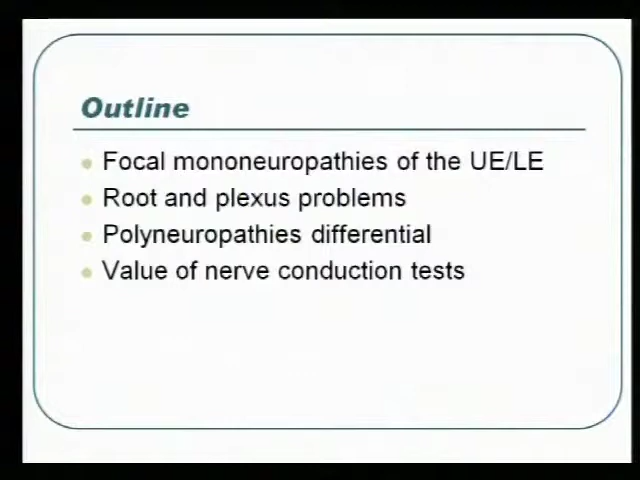 Outline
Focal mononeuropathies of the UE/LE
Root and plexus problems
Polyneuropathies differential
Value of nerve conduction tests